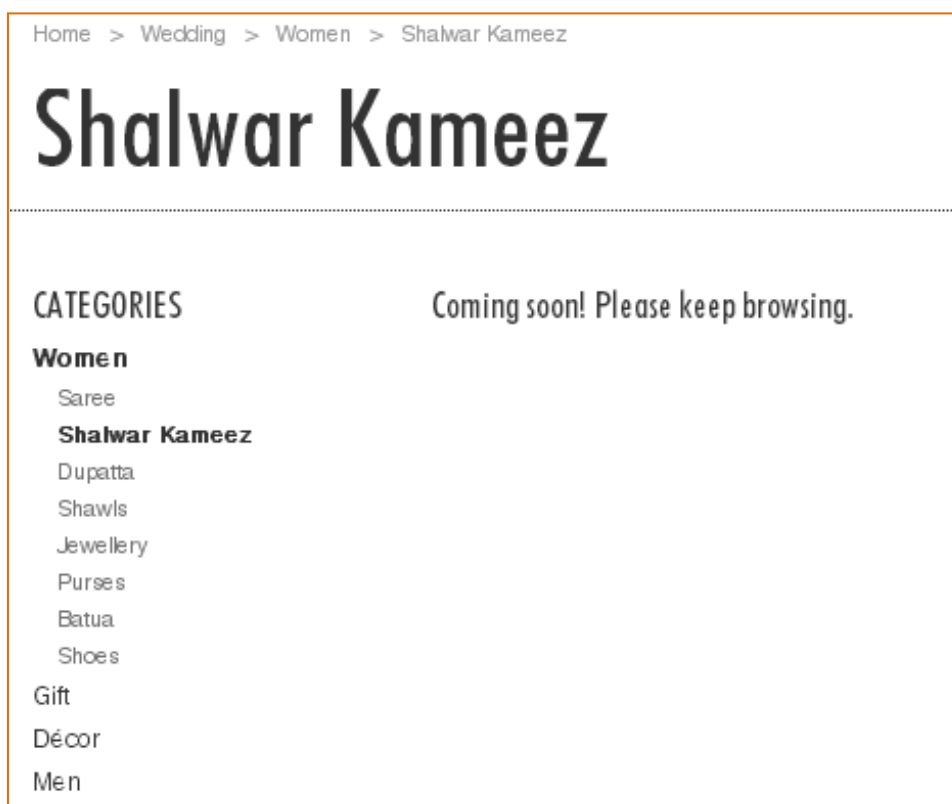 Home > Wedding > Women > Shalwar Kameez
Shalwar Kameez
CATEGORIES
Women
Saree
Shalwar Kameez
Dupatta
Shawls
Jewellery
Purses
Batua
Shoes
Gift
Décor
Men
Coming soon! Please keep browsing.